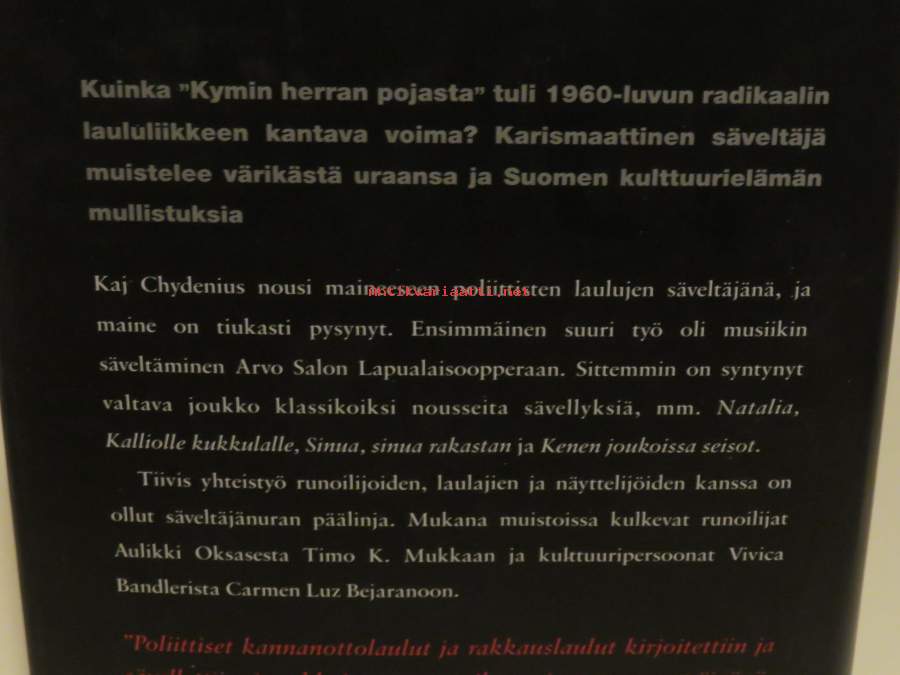 Kuinka "Kymin herran pojasta" tuli 1960-luvun radikaalin
laululiikkeen kantava voima? Karismaattinen säveltäjä
muistelee värikästä uraansa ja Suomen kulttuurielämän
mullistuksia
Kaj Chydenius nousi maineeseen poliittisten laulujen säveltäjänä, ja
antikvariaatti.net
maine on tiukasti pysynyt. Ensimmäinen suuri työ oli musiikin
säveltäminen Arvo Salon Lapualaisoopperaan. Sittemmin on syntynyt
valtava joukko klassikoiksi nousseita sävellyksiä, mm. Natalia,
Kalliolle kukkulalle, Sinua, sinua rakastan ja Kenen joukoissa seisot.
Tiivis yhteistyö runoilijoiden, laulajien ja näyttelijöiden kanssa on
ollut säveltäjänuran päälinja. Mukana muistoissa kulkevat runoilijat
Aulikki Oksasesta Timo K. Mukkaan ja kulttuuripersoonat Vivica
Bandlerista Carmen Luz Bejaranoon.
"Poliittiset kannanottolaulut ja rakkauslaulut kirjoitettiin ja